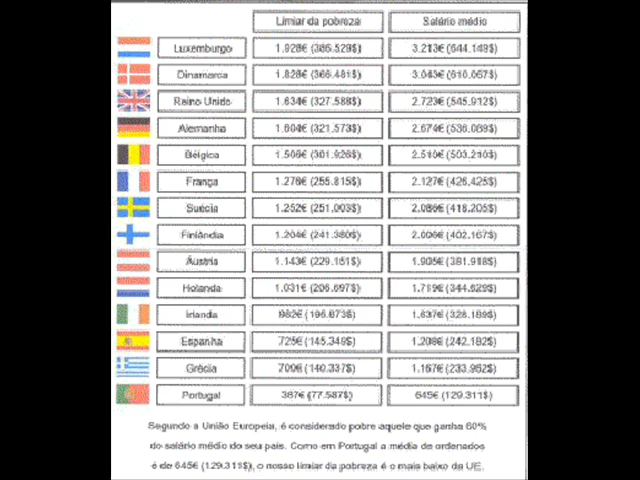 Limiar da pobreza Salário médio
Luxemburgo 1.928€ (386.529$) 3.213€ (644.149$)
Dinamarca 1.828€ (366.481$) 3.043€ (610.067$)
Reino Unido 1.634€ (327.588$) 2.723€ (545.912$)
Alemanha 1.604€ (321.573$) 2.674€ (536.089$)
Bélgica 1.506€ (301.926$) 2.510€ (503.210$)
França 1.276€ (255.815$) 2.127€ (426.425$)
Suécia 1.252€ (251.003$) 2.086€ (418.205$)
Finlândia 1.204€ (241.380$) 2.006€ (402.167$)
Áustria 1.143€ (229.151$) 1.905€ (381.918$)
Holanda 1.031€ (206.697$) 1.719€ (344.629$)
Irlanda 982€ (196.873$) 1.637€ (328.189$)
Espanha 725€ (145.349$) 1.208€ (242.182$)
Grécia 700€ (140.337$) 1.167€ (233.962$)
Portugal 387€ (77.587$) 645€ (129.311$)
Segundo a União Europeia, é considerado pobre aquele que ganha 60%
do salário médio do seu país. Como em Portugal a média de ordenados
é de 645€ (129.311$), o nosso limiar da pobreza é o mais baixo da UE.